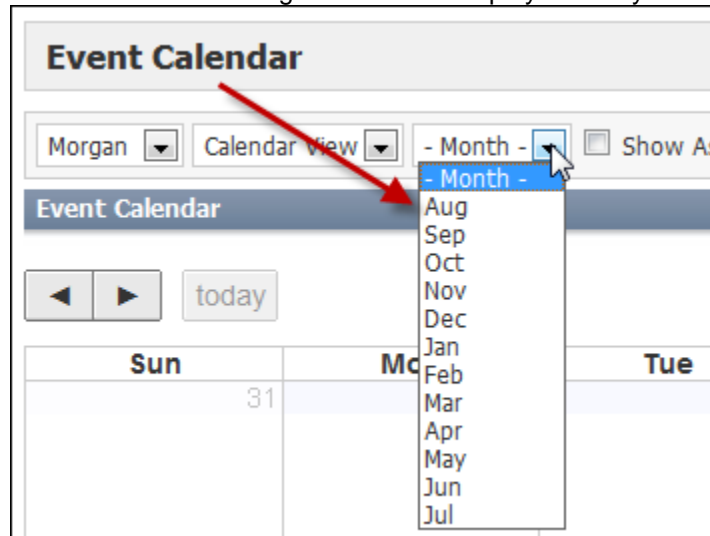 Event Calendar
Morgan Calendar View - Month - Show As
- Month -
Event Calendar
Aug
Sep
Oct
Nov
today
Dec
Jan
Sun Tue
Feb
31
Mar
Apr
May
Jun
Jul